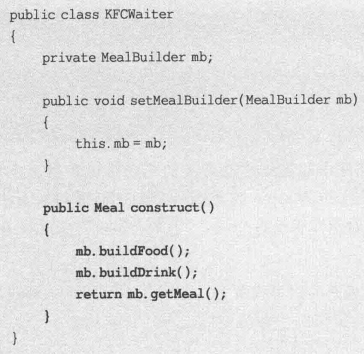 public class KFCWaiter
{
    private MealBuilder mb;

    public void setMealBuilder(MealBuilder mb)
    {
        this.mb = mb;
    }

    public Meal construct()
    {
        mb.buildFood();
        mb.buildDrink();
        return mb.getMeal();
    }
}